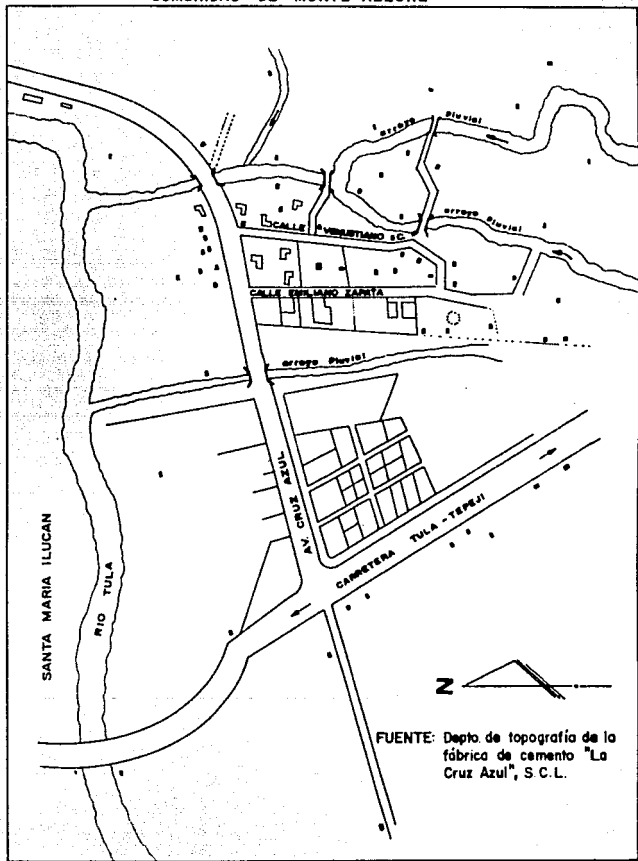 COMUNIDAD DE MONTE ALEGRE
arroyo Pluvial
CALLE VENUSTIANO C.
arroyo Pluvial
CALLE EMILIANO ZAPATA
arroyo Pluvial
AV. CRUZ AZUL
CARRETERA TULA-TEPEJI
SANTA MARIA ILUCAN
RIO TULA
N
FUENTE: Depto. de topografía de la
fábrica de cemento "La
Cruz Azul", S.C.L.